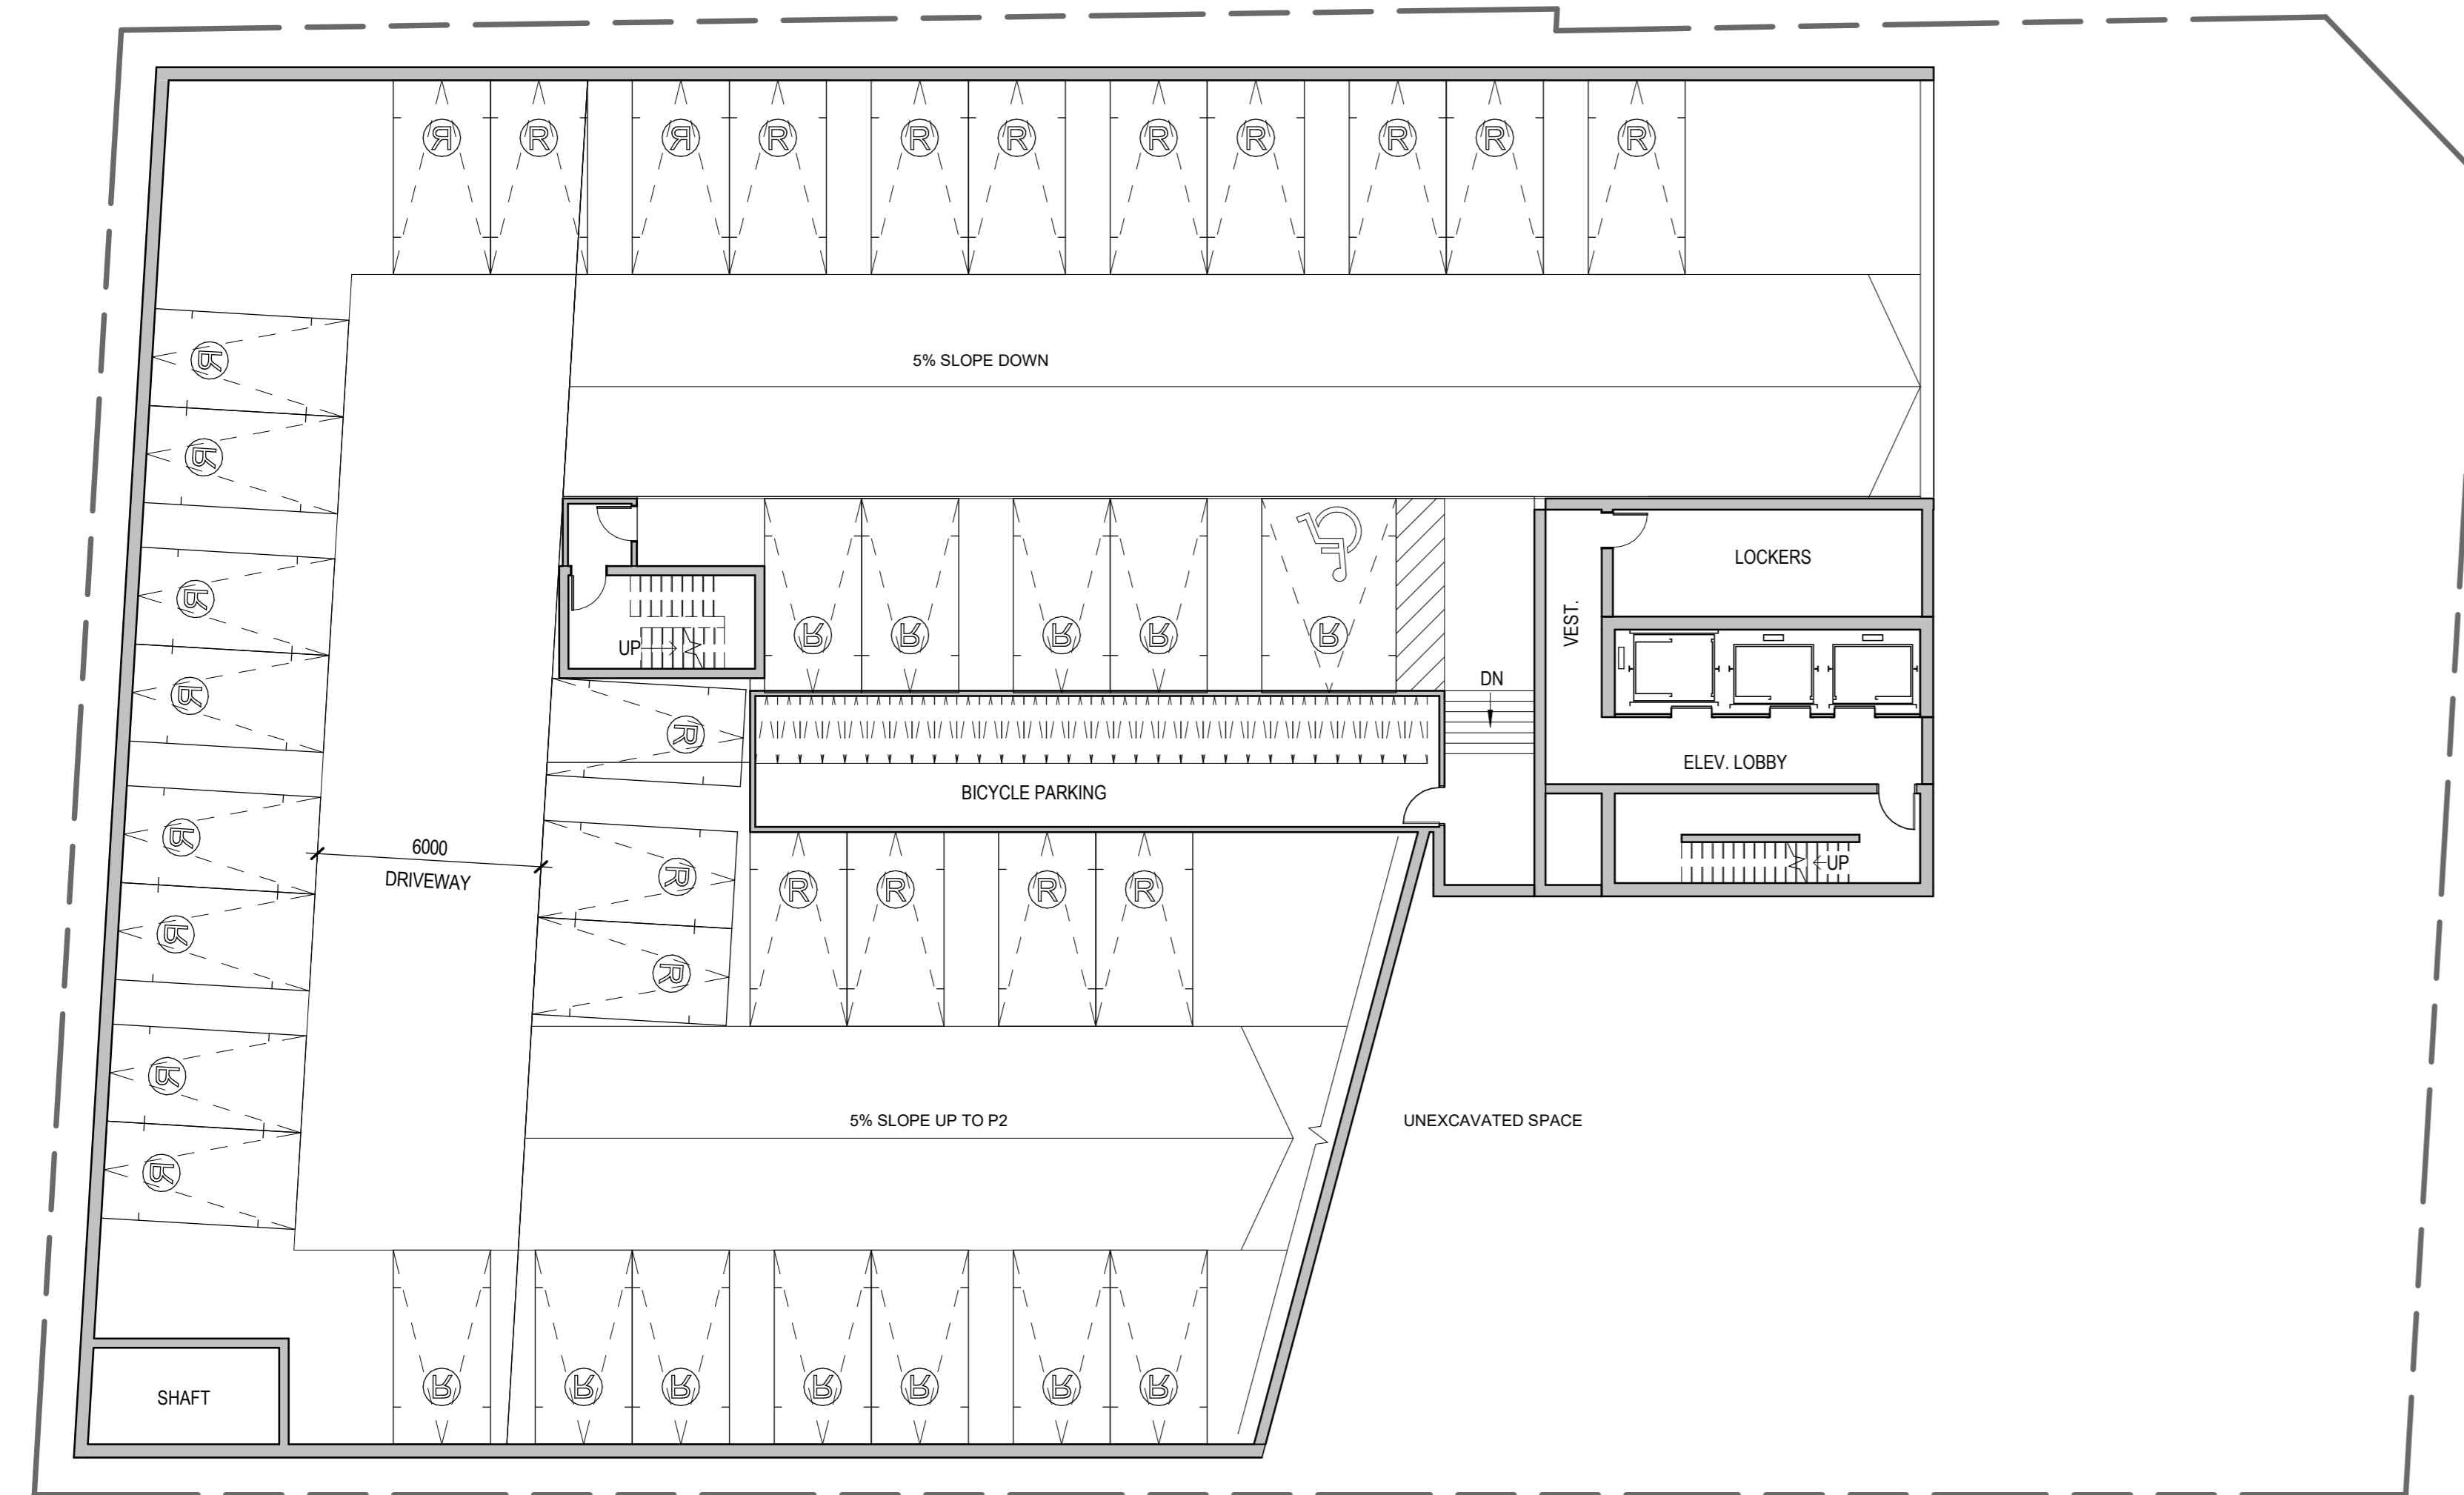 R R R R R R R R R R R
R
5% SLOPE DOWN
R
LOCKERS
R
VEST.
R R R R R
UP
DN
R
R
ELEV. LOBBY
BICYCLE PARKING
R
6000
UP
DRIVEWAY
R
R R R R
R
R
R
5% SLOPE UP TO P2
UNEXCAVATED SPACE
R
R R R R R R R
SHAFT